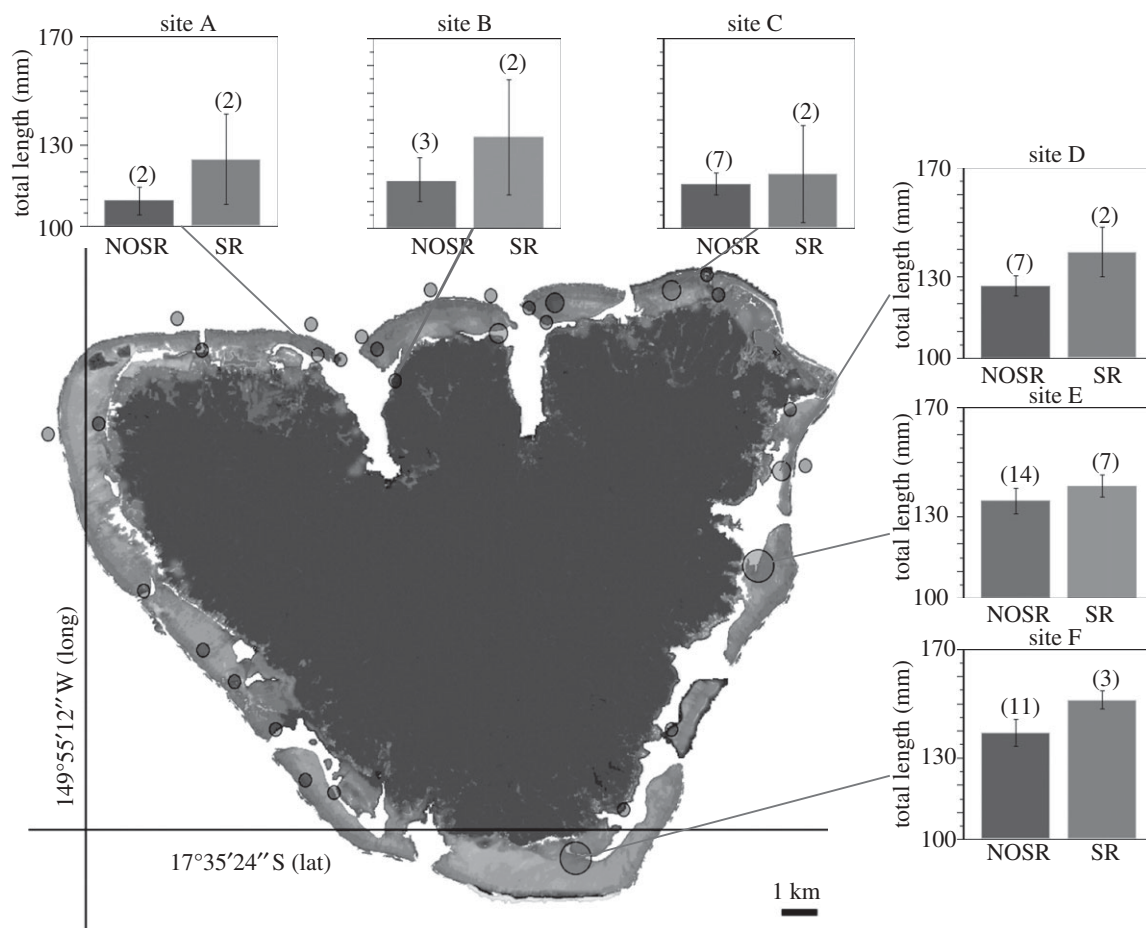 site A
170
130
100
total length (mm)
(2)
(2)
NOSR SR
site B
(3)
(2)
NOSR SR
site C
(7)
(2)
NOSR SR
site D
170
130
100
total length (mm)
(7)
(2)
NOSR SR
site E
170
130
100
total length (mm)
(14)
(7)
NOSR SR
site F
170
130
100
total length (mm)
(11)
(3)
NOSR SR
149°55′12″ W (long)
17°35′24″ S (lat)
1 km